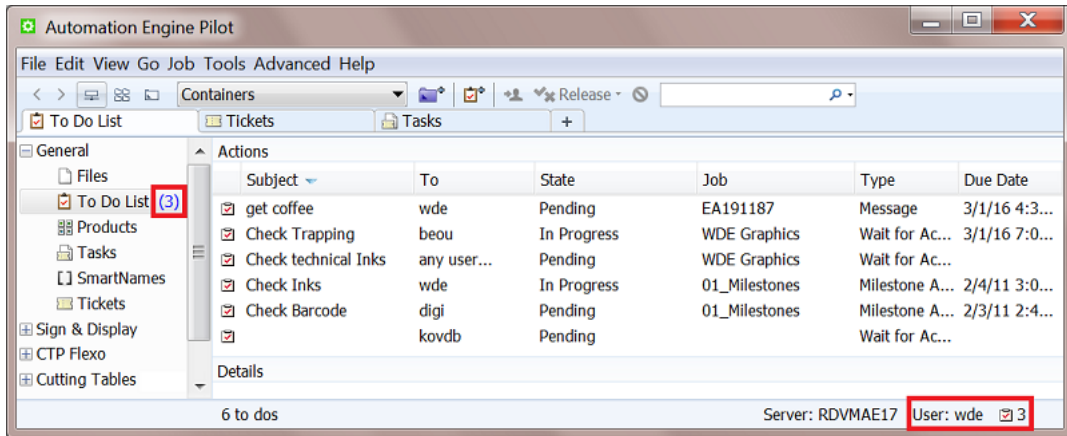 Automation Engine Pilot
File Edit View Go Job Tools Advanced Help
Containers Release
To Do List Tickets Tasks +
General
Files
To Do List (3)
Products
Tasks
[] SmartNames
Tickets
Sign & Display
CTP Flexo
Cutting Tables
Actions
Subject To State Job Type Due Date
get coffee wde Pending EA191187 Message 3/1/16 4:3...
Check Trapping beou In Progress WDE Graphics Wait for Ac... 3/1/16 7:0...
Check technical Inks any user... Pending WDE Graphics Wait for Ac...
Check Inks wde In Progress 01_Milestones Milestone A... 2/4/11 3:0...
Check Barcode digi Pending 01_Milestones Milestone A... 2/3/11 2:4...
kovdb Pending Wait for Ac...
Details
6 to dos Server: RDVMAE17 User: wde 3